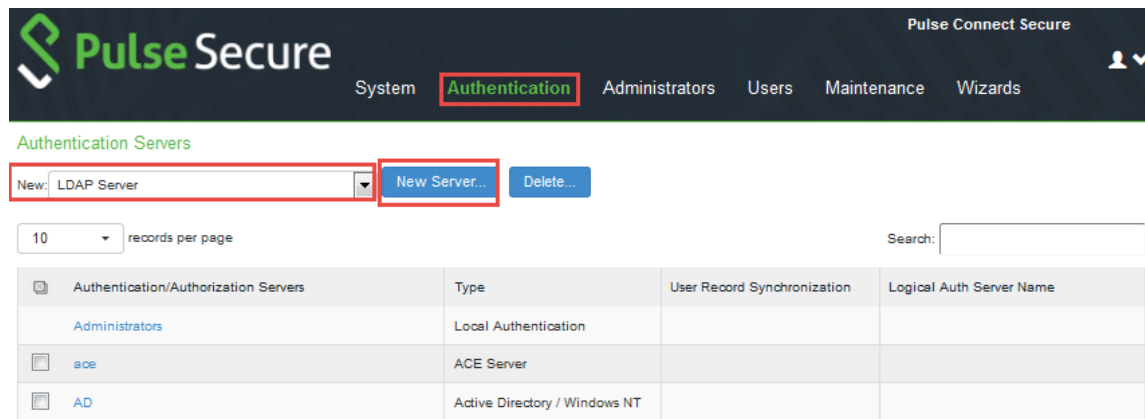 Pulse Connect Secure
Pulse Secure
System Authentication Administrators Users Maintenance Wizards
Authentication Servers
New: LDAP Server New Server... Delete...
10 records per page Search:
Authentication/Authorization Servers Type User Record Synchronization Logical Auth Server Name
Administrators Local Authentication
ace ACE Server
AD Active Directory / Windows NT